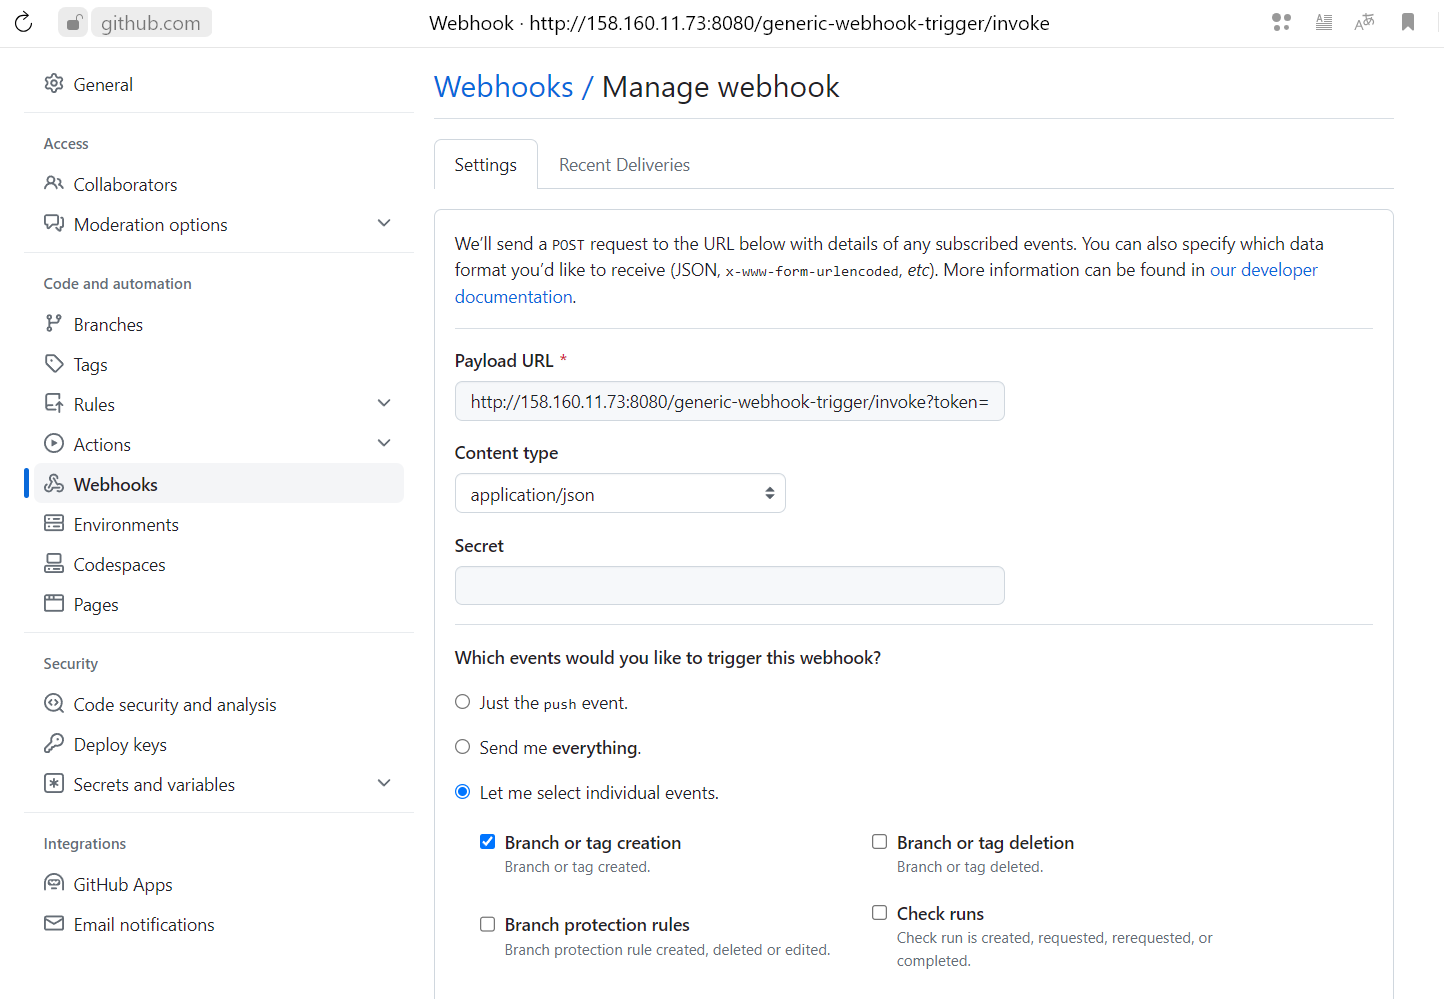 github.com
Webhook · http://158.160.11.73:8080/generic-webhook-trigger/invoke
General
Access
Collaborators
Moderation options
Code and automation
Branches
Tags
Rules
Actions
Webhooks
Environments
Codespaces
Pages
Security
Code security and analysis
Deploy keys
Secrets and variables
Integrations
GitHub Apps
Email notifications
Webhooks / Manage webhook
Settings
Recent Deliveries
We’ll send a POST request to the URL below with details of any subscribed events. You can also specify which data
format you’d like to receive (JSON, x-www-form-urlencoded, etc). More information can be found in our developer
documentation.
Payload URL *
http://158.160.11.73:8080/generic-webhook-trigger/invoke?token=
Content type
application/json
Secret
Which events would you like to trigger this webhook?
Just the push event.
Send me everything.
Let me select individual events.
Branch or tag creation
Branch or tag created.
Branch or tag deletion
Branch or tag deleted.
Branch protection rules
Branch protection rule created, deleted or edited.
Check runs
Check run is created, requested, rerequested, or
completed.